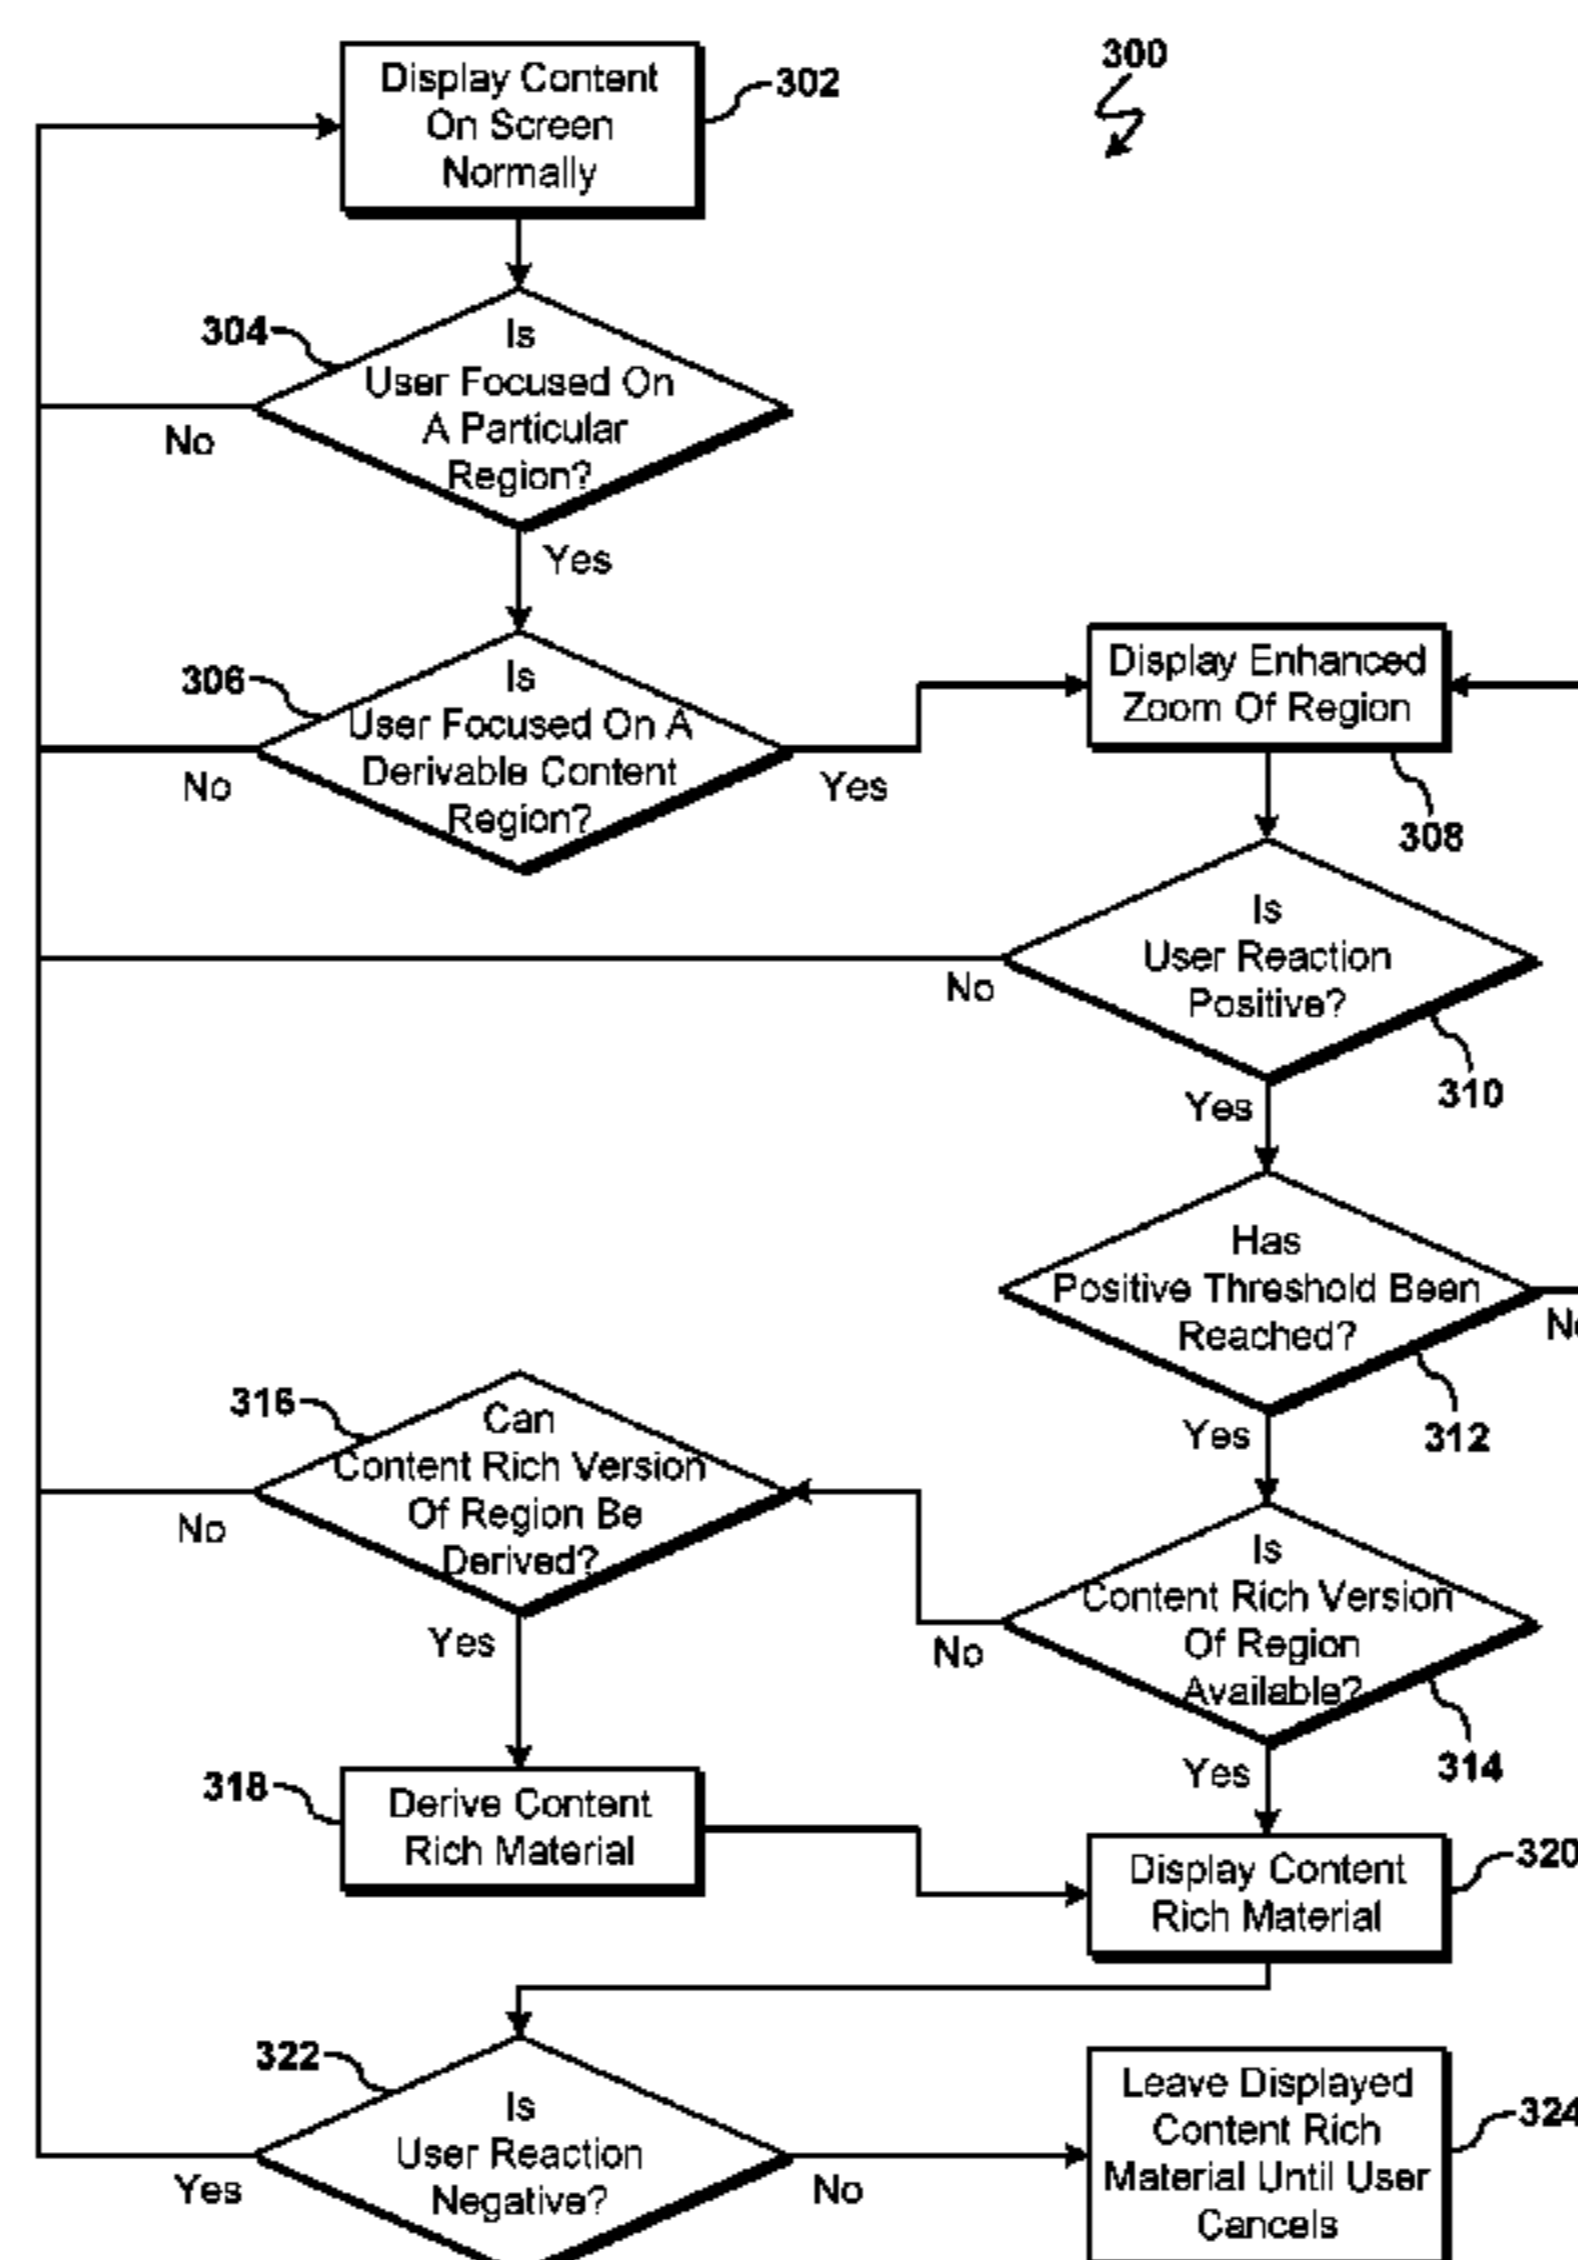 300
Display Content
On Screen
Normally
302
304
Is
User Focused On
A Particular
Region?
No
Yes
306
Is
User Focused On A
Derivable Content
Region?
No
Yes
Display Enhanced
Zoom Of Region
308
Is
User Reaction
Positive?
No
310
Yes
Has
Positive Threshold Been
Reached?
312
Yes
316
Can
Content Rich Version
Of Region Be
Derived?
No
Yes
Is
Content Rich Version
Of Region
Available?
No
314
Yes
318
Derive Content
Rich Material
Display Content
Rich Material
320
322
Is
User Reaction
Negative?
Yes
No
Leave Displayed
Content Rich
Material Until User
Cancels
324